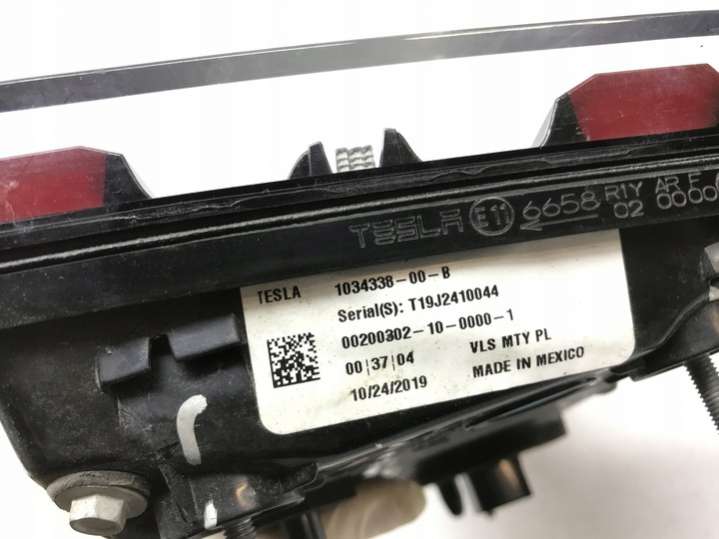 TESLA E11 6658 R1Y AR F
02 0000
TESLA 1034338-00-B
Serial(S): T19J2410044
00200302-10-0000-1
00|37|04 VLS MTY PL
10/24/2019 MADE IN MEXICO